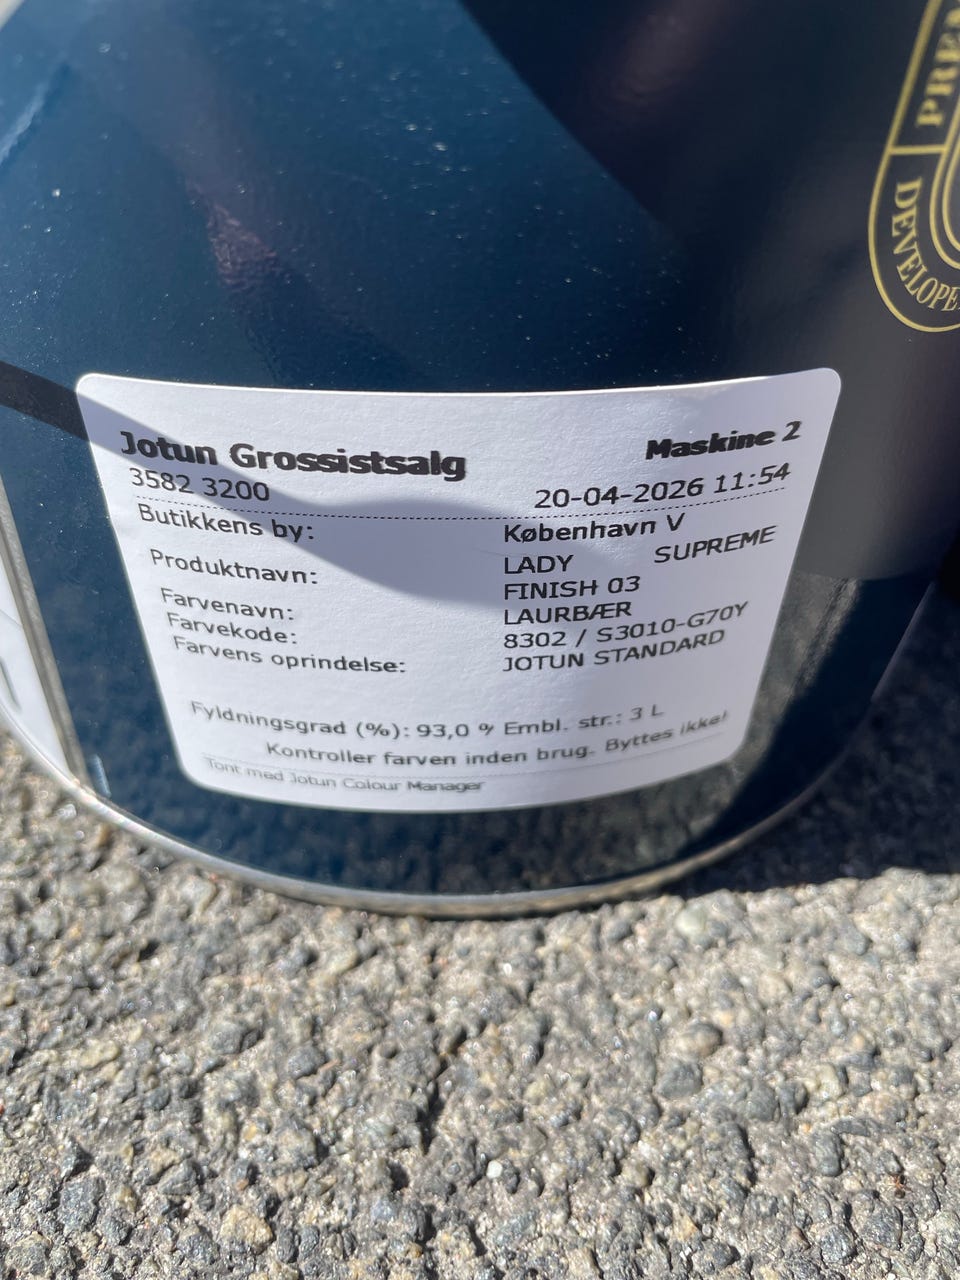 PREM
DEVELOPE
Jotun Grossistsalg Maskine 2
3582 3200 20-04-2026 11:54
Butikkens by: København V
Produktnavn: LADY SUPREME
FINISH 03
Farvenavn: LAURBÆR
Farvekode: 8302 / S3010-G70Y
Farvens oprindelse: JOTUN STANDARD
Fyldningsgrad (%): 93,0 % Embl. str.: 3 L
Kontroller farven inden brug. Byttes ikke!
Tont med Jotun Colour Manager